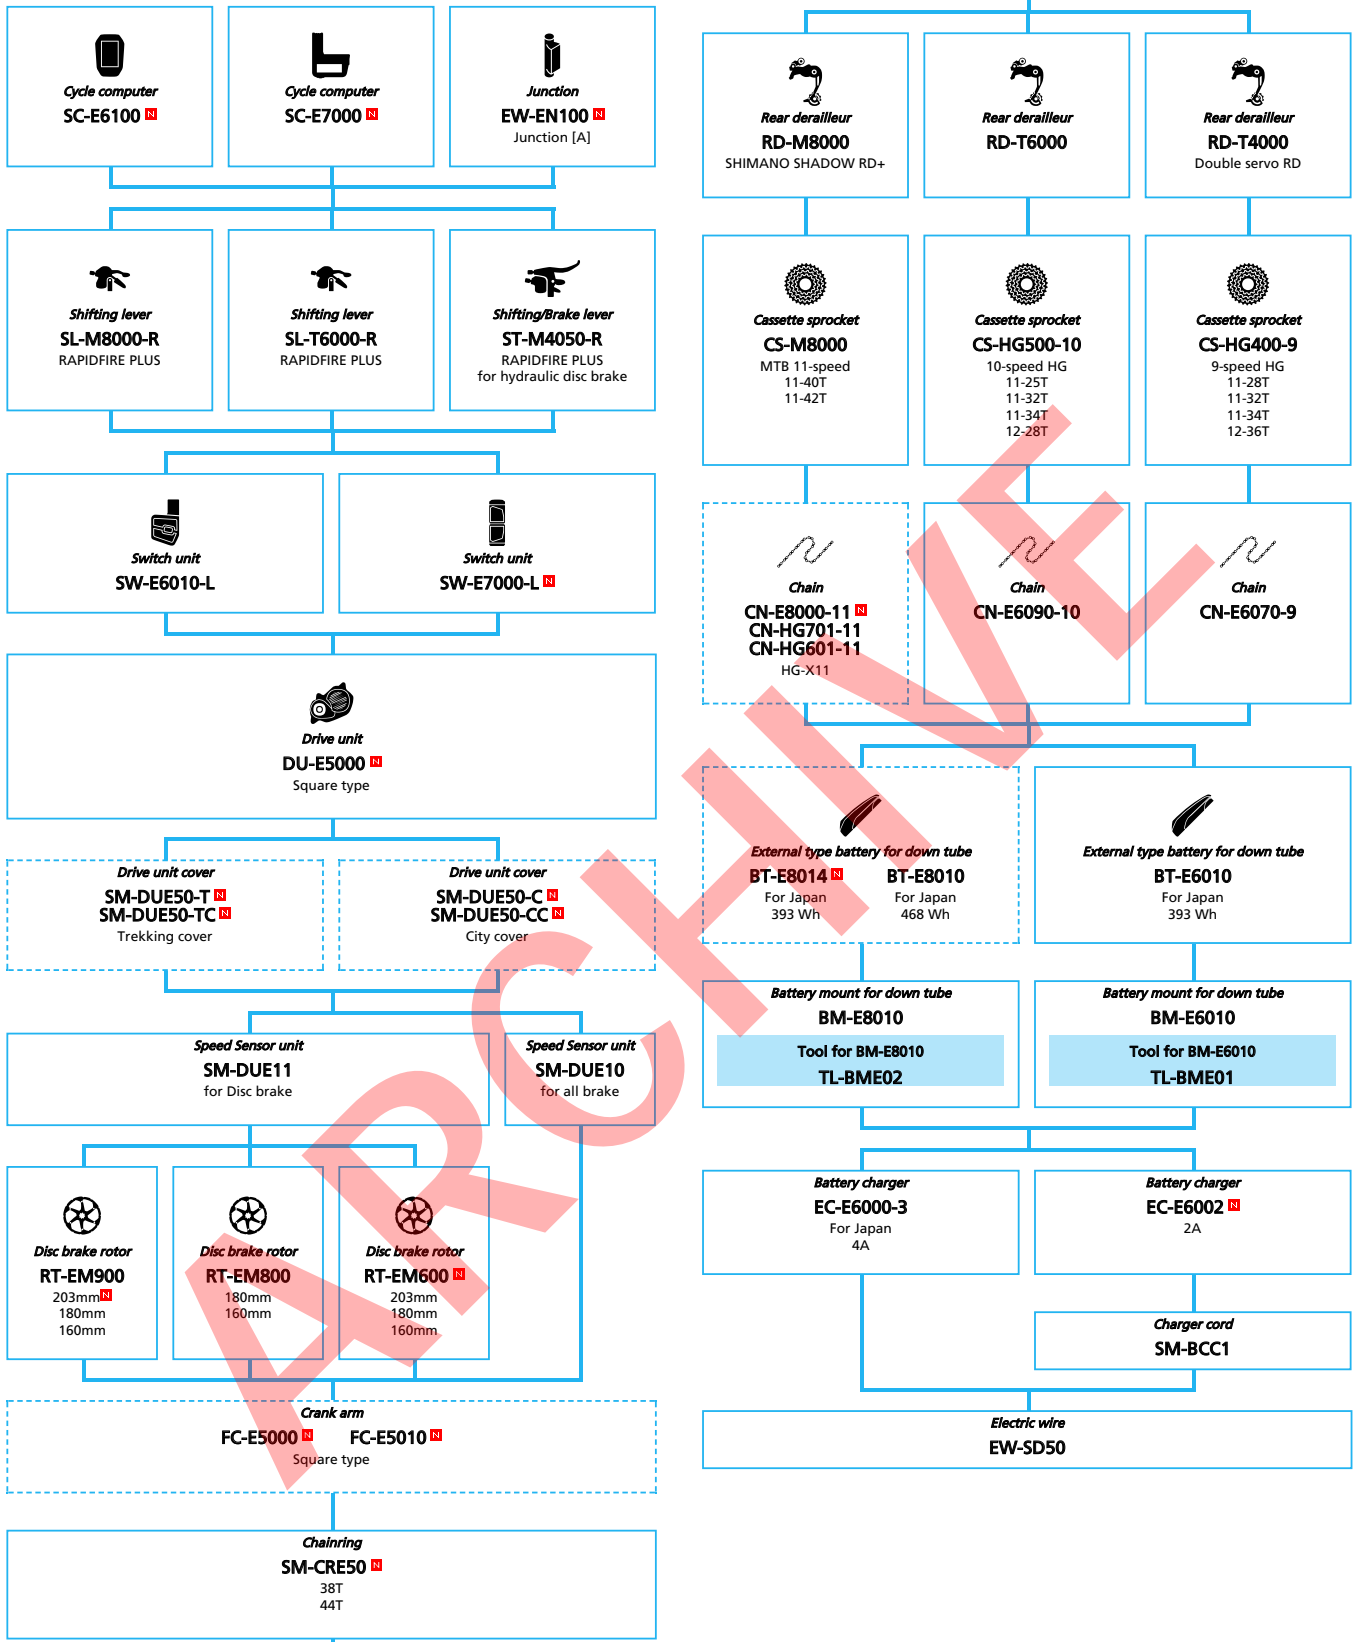 Cycle computer
SC-E6100 N
Cycle computer
SC-E7000 N
Junction
EW-EN100 N
Junction [A]
Shifting lever
SL-M8000-R
RAPIDFIRE PLUS
Shifting lever
SL-T6000-R
RAPIDFIRE PLUS
Shifting/Brake lever
ST-M4050-R
RAPIDFIRE PLUS
for hydraulic disc brake
Switch unit
SW-E6010-L
Switch unit
SW-E7000-L N
Drive unit
DU-E5000 N
Square type
Drive unit cover
SM-DUE50-T N
SM-DUE50-TC N
Trekking cover
Drive unit cover
SM-DUE50-C N
SM-DUE50-CC N
City cover
Speed Sensor unit
SM-DUE11
for Disc brake
Speed Sensor unit
SM-DUE10
for all brake
Disc brake rotor
RT-EM900
203mm N
180mm
160mm
Disc brake rotor
RT-EM800
180mm
160mm
Disc brake rotor
RT-EM600 N
203mm
180mm
160mm
Crank arm
FC-E5000 N FC-E5010 N
Square type
Chainring
SM-CRE50 N
38T
44T
Rear derailleur
RD-M8000
SHIMANO SHADOW RD+
Rear derailleur
RD-T6000
Rear derailleur
RD-T4000
Double servo RD
Cassette sprocket
CS-M8000
MTB 11-speed
11-40T
11-42T
Cassette sprocket
CS-HG500-10
10-speed HG
11-25T
11-32T
11-34T
12-28T
Cassette sprocket
CS-HG400-9
9-speed HG
11-28T
11-32T
11-34T
12-36T
Chain
CN-E8000-11 N
CN-HG701-11
CN-HG601-11
HG-X11
Chain
CN-E6090-10
Chain
CN-E6070-9
External type battery for down tube
BT-E8014 N BT-E8010
For Japan For Japan
393 Wh 468 Wh
External type battery for down tube
BT-E6010
For Japan
393 Wh
Battery mount for down tube
BM-E8010
Tool for BM-E8010
TL-BME02
Battery mount for down tube
BM-E6010
Tool for BM-E6010
TL-BME01
Battery charger
EC-E6000-3
For Japan
4A
Battery charger
EC-E6002 N
2A
Charger cord
SM-BCC1
Electric wire
EW-SD50
ARCHIVE